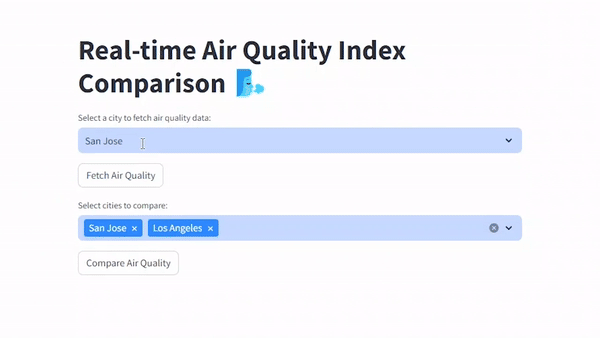 Real-time Air Quality Index
Comparison
Select a city to fetch air quality data:
San Jose
Fetch Air Quality
Select cities to compare:
San Jose × Los Angeles ×
Compare Air Quality